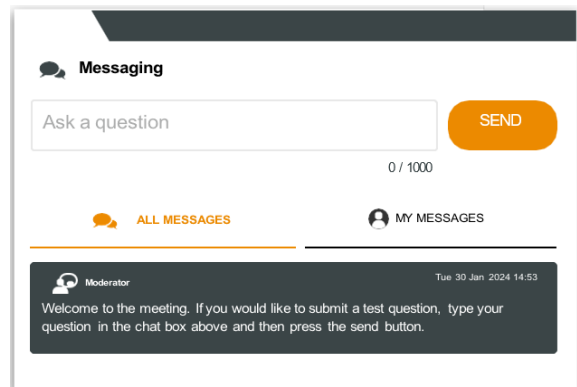 Messaging
Ask a question
SEND
0 / 1000
ALL MESSAGES
MY MESSAGES
Moderator
Tue 30 Jan 2024 14:53
Welcome to the meeting. If you would like to submit a test question, type your
question in the chat box above and then press the send button.